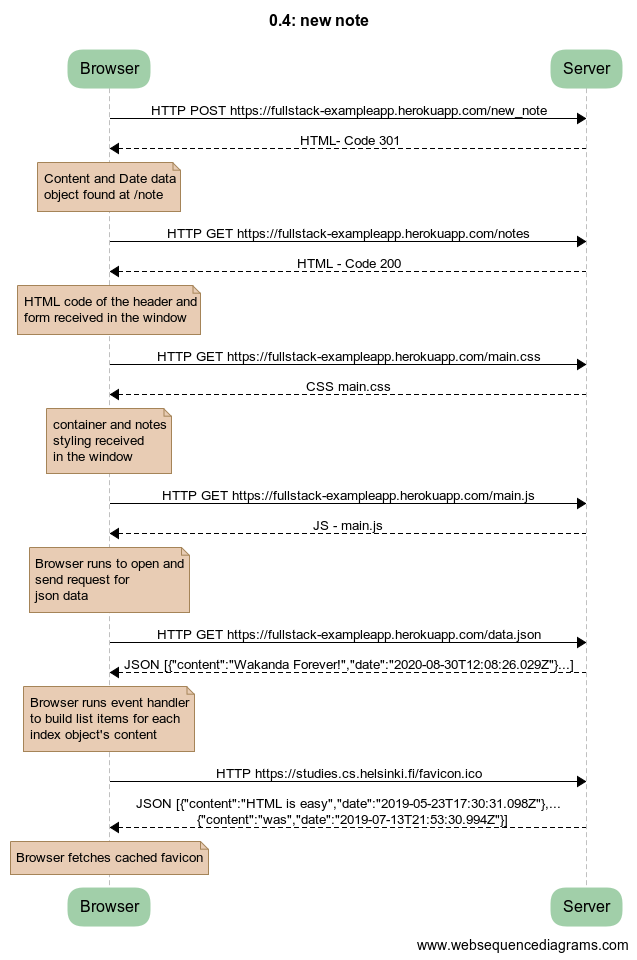 0.4: new note
Browser
Server
HTTP POST https://fullstack-exampleapp.herokuapp.com/new_note
HTML- Code 301
Content and Date data
object found at /note
HTTP GET https://fullstack-exampleapp.herokuapp.com/notes
HTML - Code 200
HTML code of the header and
form received in the window
HTTP GET https://fullstack-exampleapp.herokuapp.com/main.css
CSS main.css
container and notes
styling received
in the window
HTTP GET https://fullstack-exampleapp.herokuapp.com/main.js
JS - main.js
Browser runs to open and
send request for
json data
HTTP GET https://fullstack-exampleapp.herokuapp.com/data.json
JSON [{"content":"Wakanda Forever!","date":"2020-08-30T12:08:26.029Z"}...]
Browser runs event handler
to build list items for each
index object's content
HTTP https://studies.cs.helsinki.fi/favicon.ico
JSON [{"content":"HTML is easy","date":"2019-05-23T17:30:31.098Z"},...
{"content":"was","date":"2019-07-13T21:53:30.994Z"}]
Browser fetches cached favicon
Browser
Server
www.websequencediagrams.com